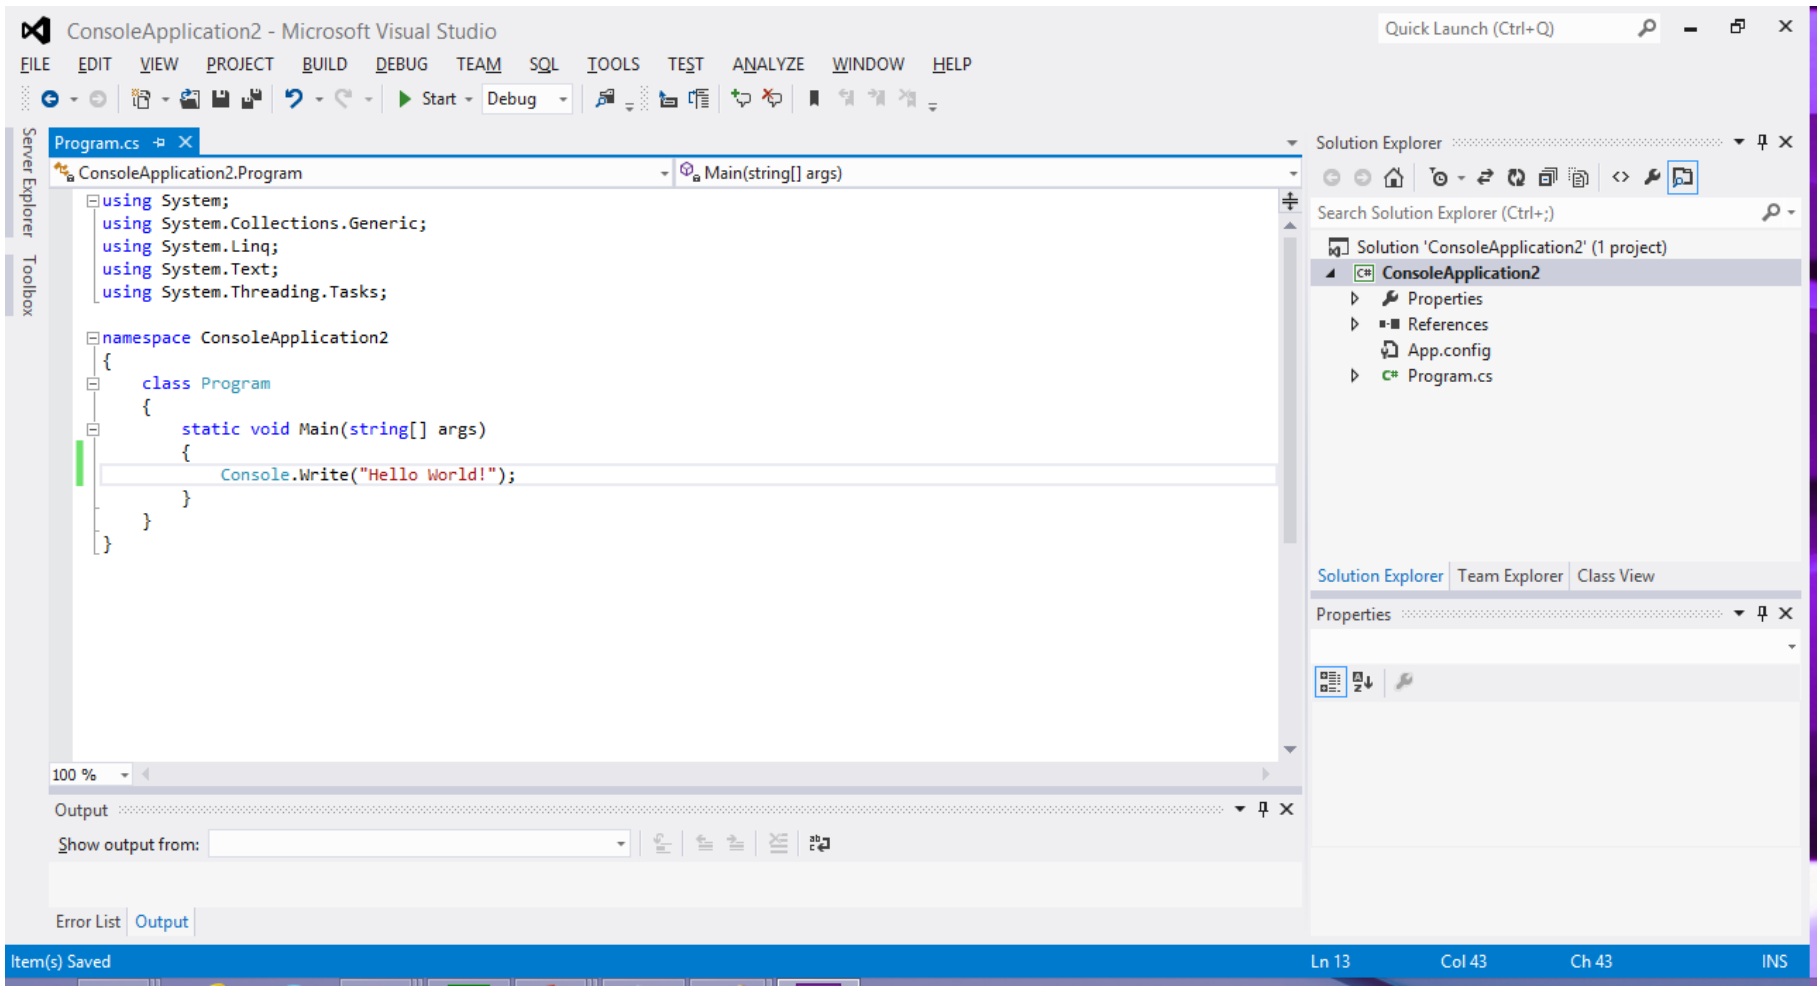 ConsoleApplication2 - Microsoft Visual Studio
Quick Launch (Ctrl+Q)
FILE EDIT VIEW PROJECT BUILD DEBUG TEAM SQL TOOLS TEST ANALYZE WINDOW HELP
Start Debug
Server Explorer
Toolbox
Program.cs
ConsoleApplication2.Program
Main(string[] args)
using System;
using System.Collections.Generic;
using System.Linq;
using System.Text;
using System.Threading.Tasks;
namespace ConsoleApplication2
{
class Program
{
static void Main(string[] args)
{
Console.Write("Hello World!");
}
}
}
100 %
Output
Show output from:
Error List Output
Solution Explorer
Search Solution Explorer (Ctrl+;)
Solution 'ConsoleApplication2' (1 project)
C# ConsoleApplication2
Properties
References
App.config
C# Program.cs
Solution Explorer Team Explorer Class View
Properties
Item(s) Saved
Ln 13 Col 43 Ch 43 INS